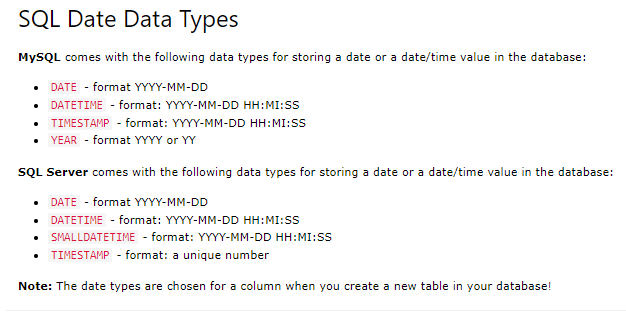 SQL Date Data Types
MySQL comes with the following data types for storing a date or a date/time value in the database:
DATE - format YYYY-MM-DD
DATETIME - format: YYYY-MM-DD HH:MI:SS
TIMESTAMP - format: YYYY-MM-DD HH:MI:SS
YEAR - format YYYY or YY
SQL Server comes with the following data types for storing a date or a date/time value in the database:
DATE - format YYYY-MM-DD
DATETIME - format: YYYY-MM-DD HH:MI:SS
SMALLDATETIME - format: YYYY-MM-DD HH:MI:SS
TIMESTAMP - format: a unique number
Note: The date types are chosen for a column when you create a new table in your database!